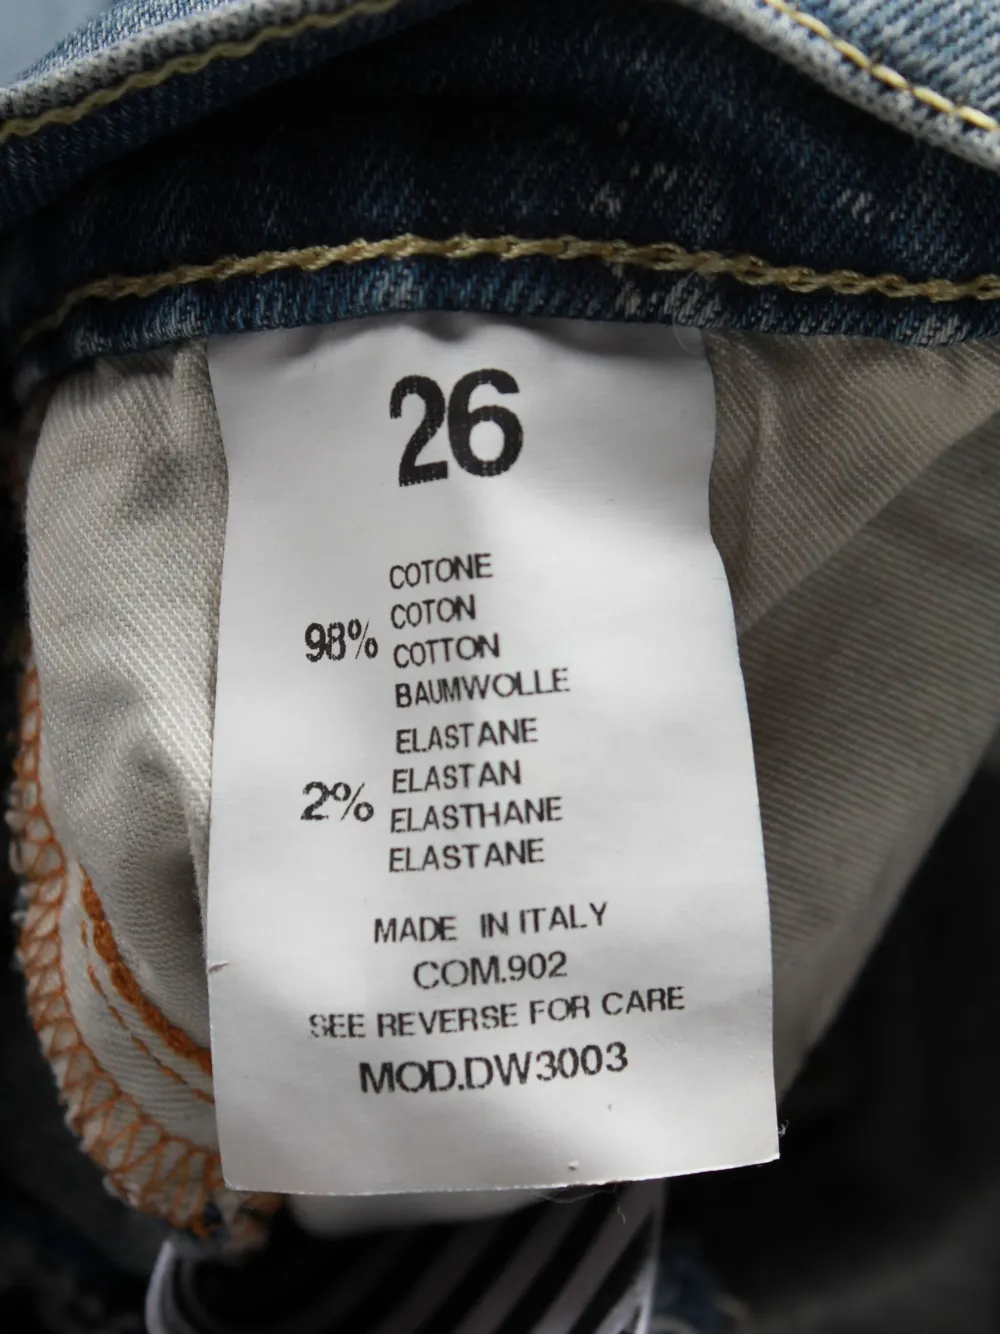 26
COTONE
COTON
98% COTTON
BAUMWOLLE
ELASTANE
ELASTAN
2% ELASTHANE
ELASTANE
MADE IN ITALY
COM.902
SEE REVERSE FOR CARE
MOD.DW3003